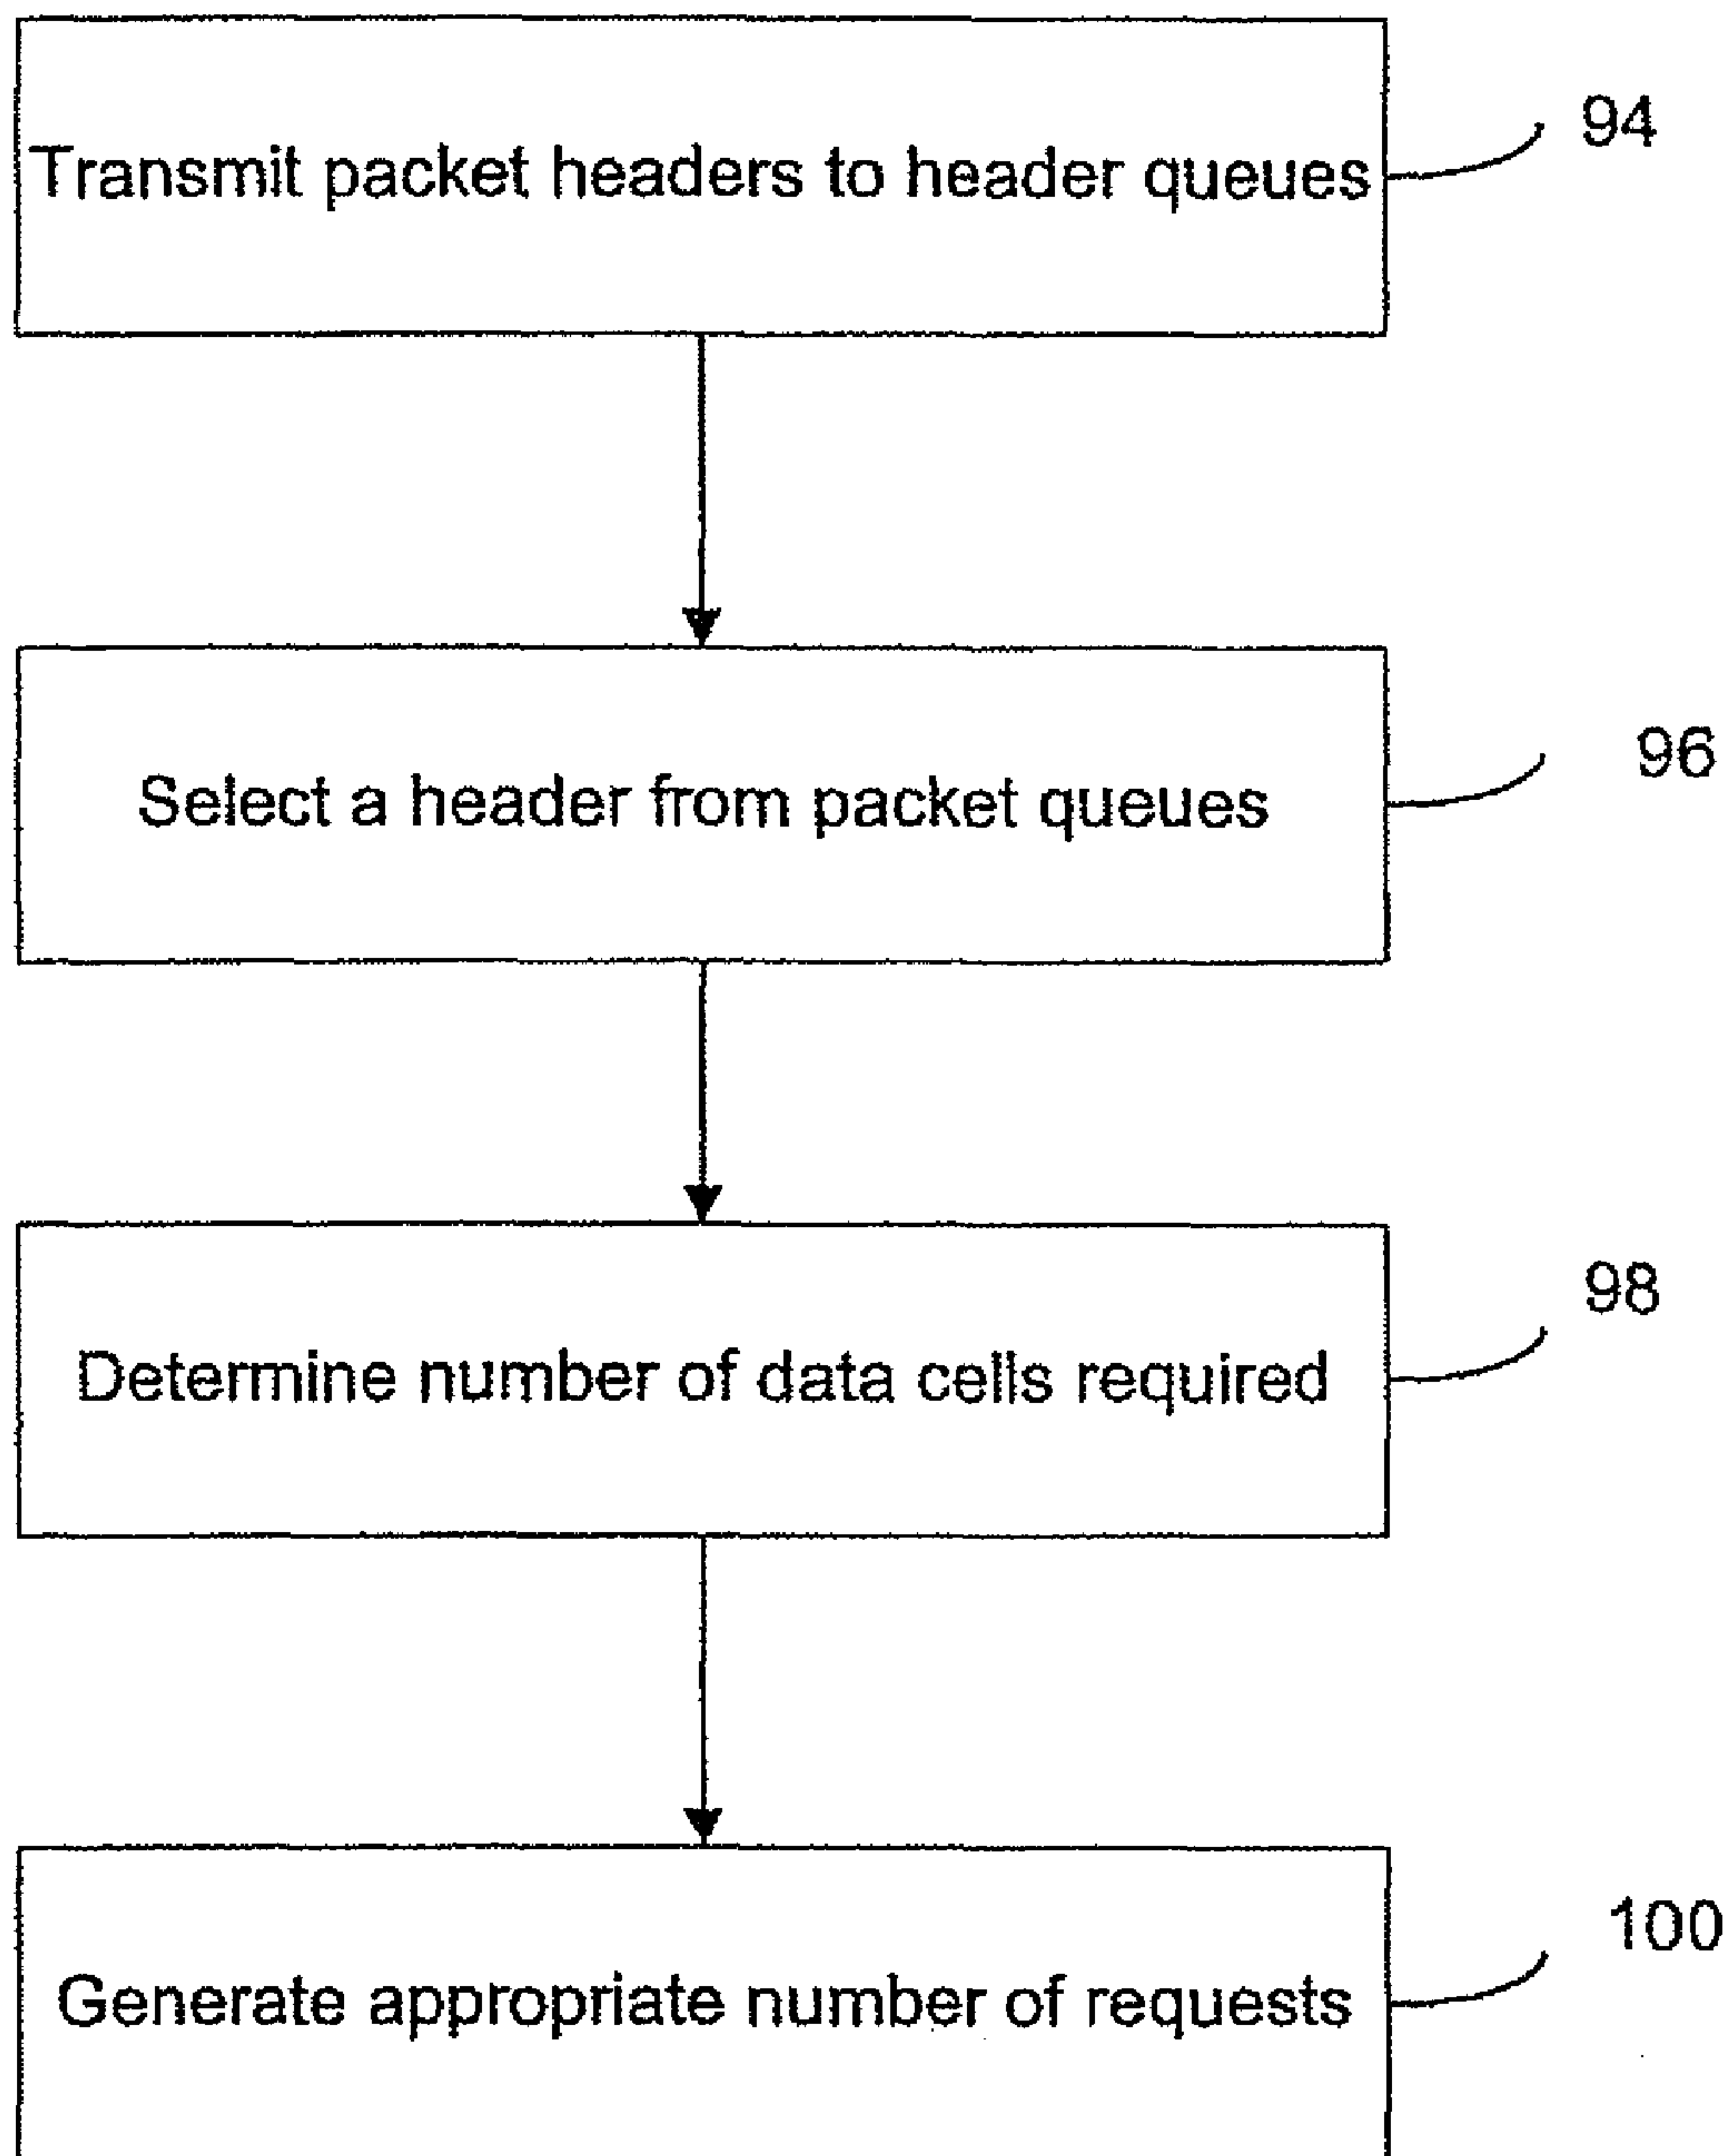 Transmit packet headers to header queues
94
Select a header from packet queues
96
Determine number of data cells required
98
Generate appropriate number of requests
100